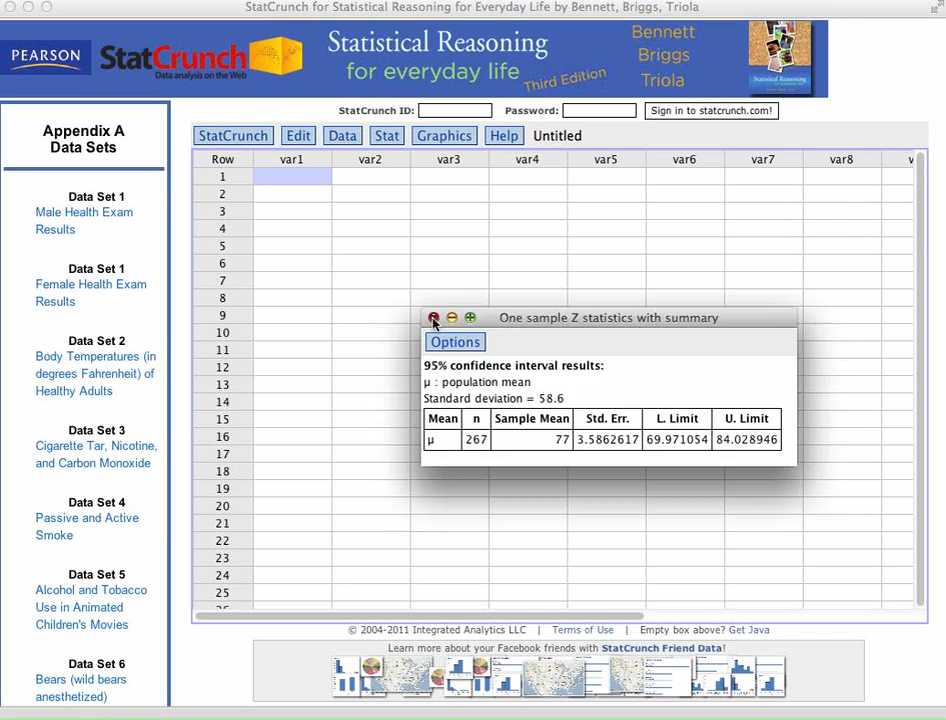 StatCrunch for Statistical Reasoning for Everyday Life by Bennett, Briggs, Triola
PEARSON
StatCrunch
Data analysis on the Web
Statistical Reasoning
for everyday life
Third Edition
Bennett
Briggs
Triola
Statistical Reasoning
Appendix A
Data Sets
Data Set 1
Male Health Exam
Results
Data Set 1
Female Health Exam
Results
Data Set 2
Body Temperatures (in
degrees Fahrenheit) of
Healthy Adults
Data Set 3
Cigarette Tar, Nicotine,
and Carbon Monoxide
Data Set 4
Passive and Active
Smoke
Data Set 5
Alcohol and Tobacco
Use in Animated
Children's Movies
Data Set 6
Bears (wild bears
anesthetized)
StatCrunch ID: Password: Sign in to statcrunch.com!
StatCrunch Edit Data Stat Graphics Help Untitled
Row var1 var2 var3 var4 var5 var6 var7 var8 v
1
2
3
4
5
6
7
8
9
10
11
12
13
14
15
16
17
18
19
20
21
22
23
24
25
26
One sample Z statistics with summary
Options
95% confidence interval results:
μ : population mean
Standard deviation = 58.6
Mean n Sample Mean Std. Err. L. Limit U. Limit
μ 267 77 3.5862617 69.971054 84.028946
© 2004-2011 Integrated Analytics LLC | Terms of Use | Empty box above? Get Java
Learn more about your Facebook friends with StatCrunch Friend Data!